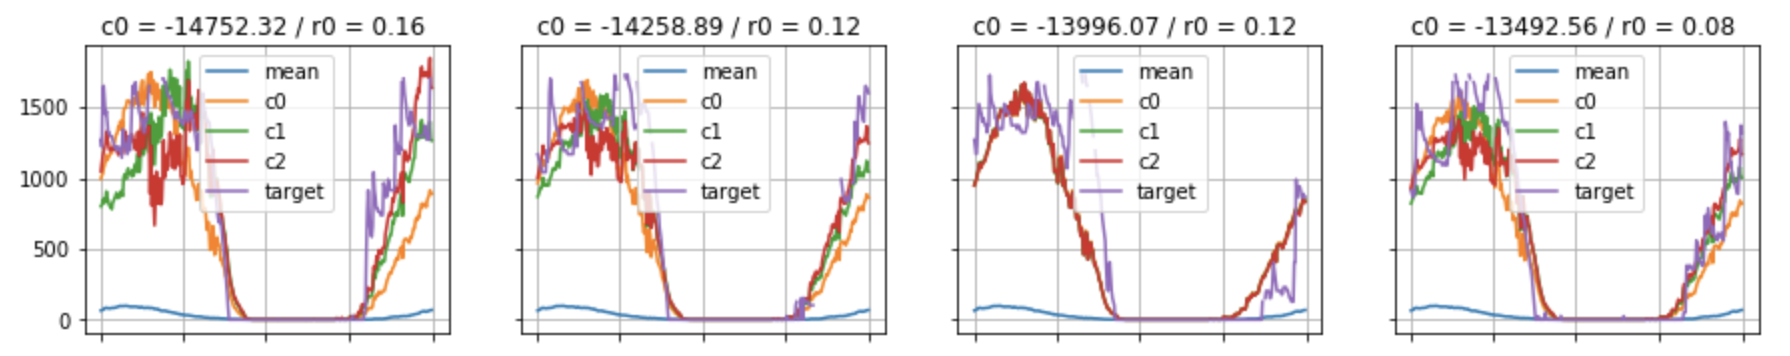 c0 = -14752.32 / r0 = 0.16
c0 = -14258.89 / r0 = 0.12
c0 = -13996.07 / r0 = 0.12
c0 = -13492.56 / r0 = 0.08
1500
1000
500
0
mean
c0
c1
c2
target
mean
c0
c1
c2
target
mean
c0
c1
c2
target
mean
c0
c1
c2
target